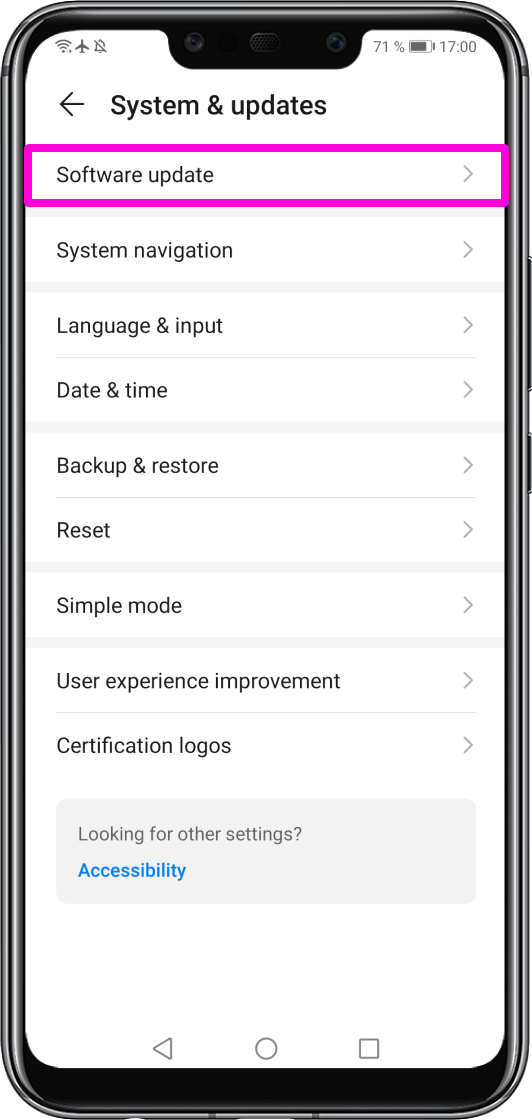 71 % 17:00
System & updates
Software update
System navigation
Language & input
Date & time
Backup & restore
Reset
Simple mode
User experience improvement
Certification logos
Looking for other settings?
Accessibility